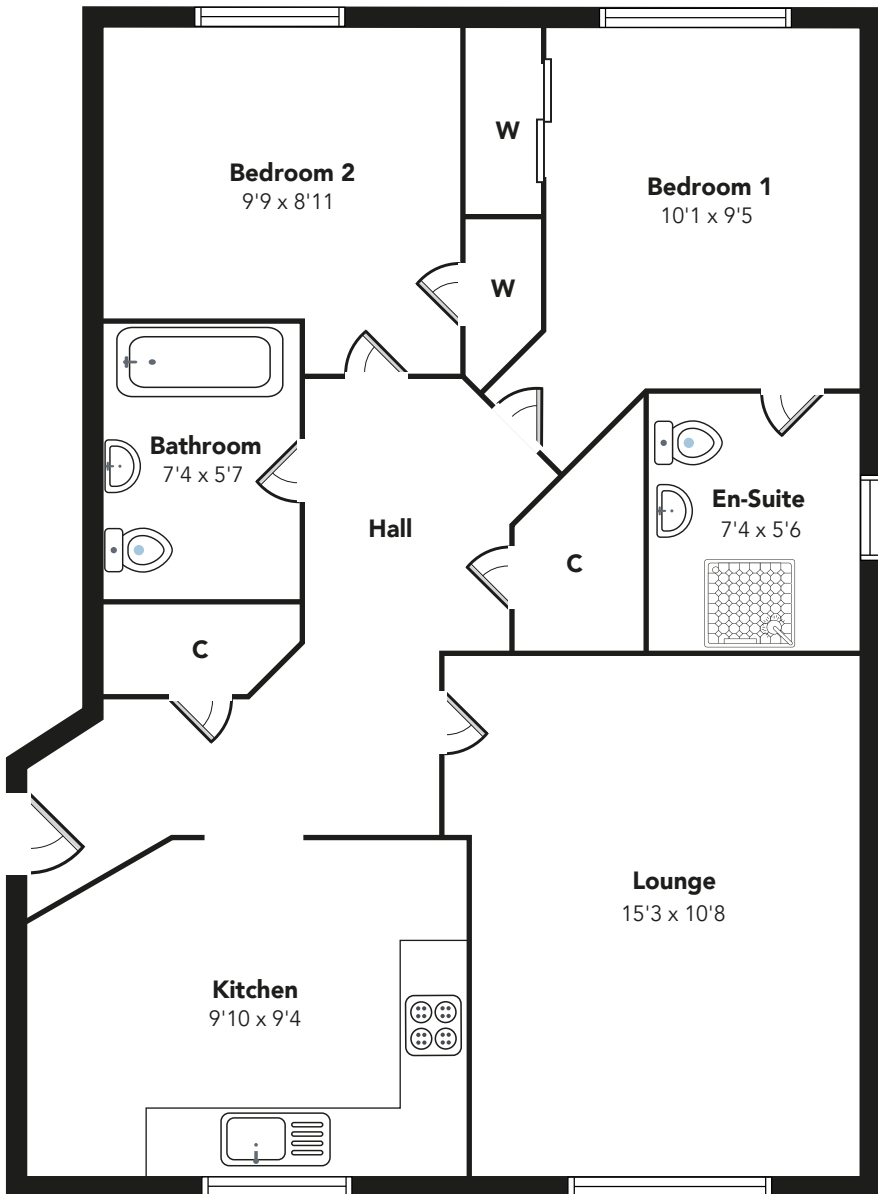 Bedroom 2
9'9 x 8'11
W
Bedroom 1
10'1 x 9'5
W
Bathroom
7'4 x 5'7
Hall
En-Suite
7'4 x 5'6
C
C
Lounge
15'3 x 10'8
Kitchen
9'10 x 9'4